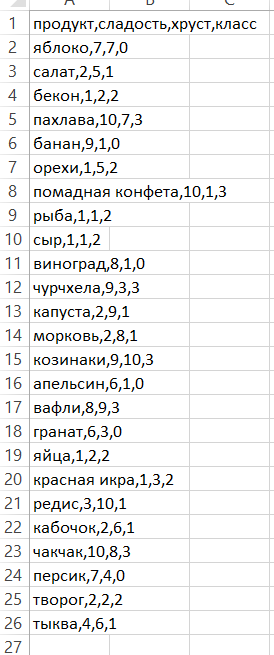 A B C
1 продукт,сладость,хруст,класс
2 яблоко,7,7,0
3 салат,2,5,1
4 бекон,1,2,2
5 пахлава,10,7,3
6 банан,9,1,0
7 орехи,1,5,2
8 помадная конфета,10,1,3
9 рыба,1,1,2
10 сыр,1,1,2
11 виноград,8,1,0
12 чурчхела,9,3,3
13 капуста,2,9,1
14 морковь,2,8,1
15 козинаки,9,10,3
16 апельсин,6,1,0
17 вафли,8,9,3
18 гранат,6,3,0
19 яйца,1,2,2
20 красная икра,1,3,2
21 редис,3,10,1
22 кабочок,2,6,1
23 чакчак,10,8,3
24 персик,7,4,0
25 творог,2,2,2
26 тыква,4,6,1
27